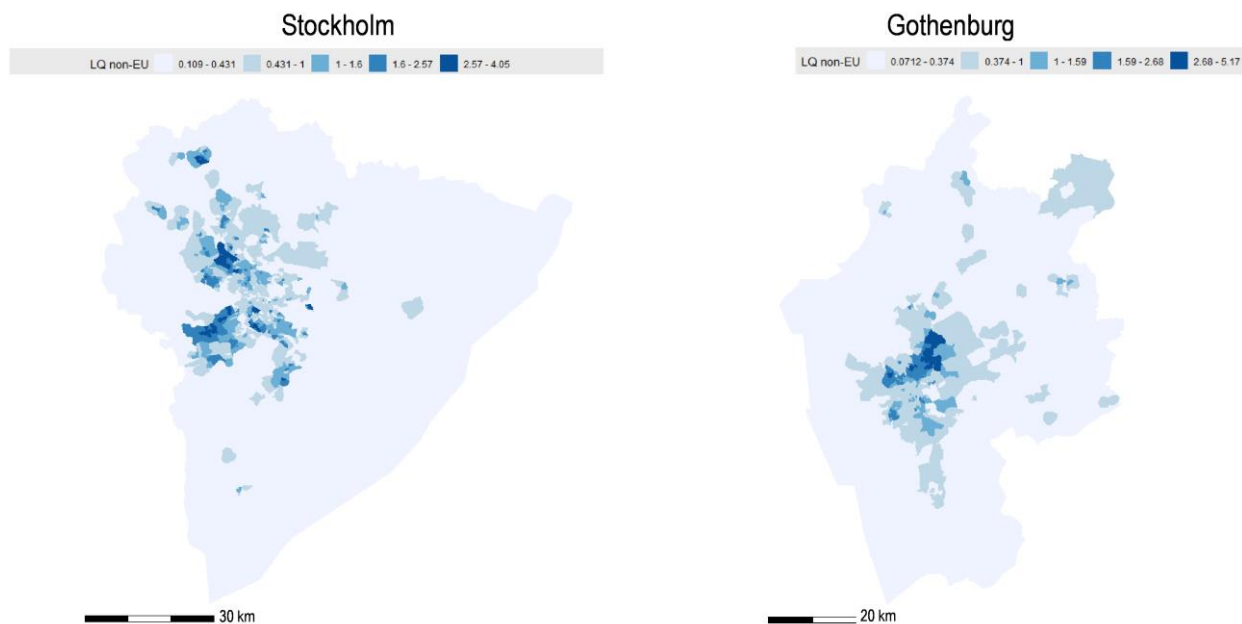 Stockholm
LQ non-EU 0.109 - 0.431 0.431 - 1 1 - 1.6 1.6 - 2.57 2.57 - 4.05
30 km
Gothenburg
LQ non-EU 0.0712 - 0.374 0.374 - 1 1 - 1.59 1.59 - 2.68 2.68 - 5.17
20 km